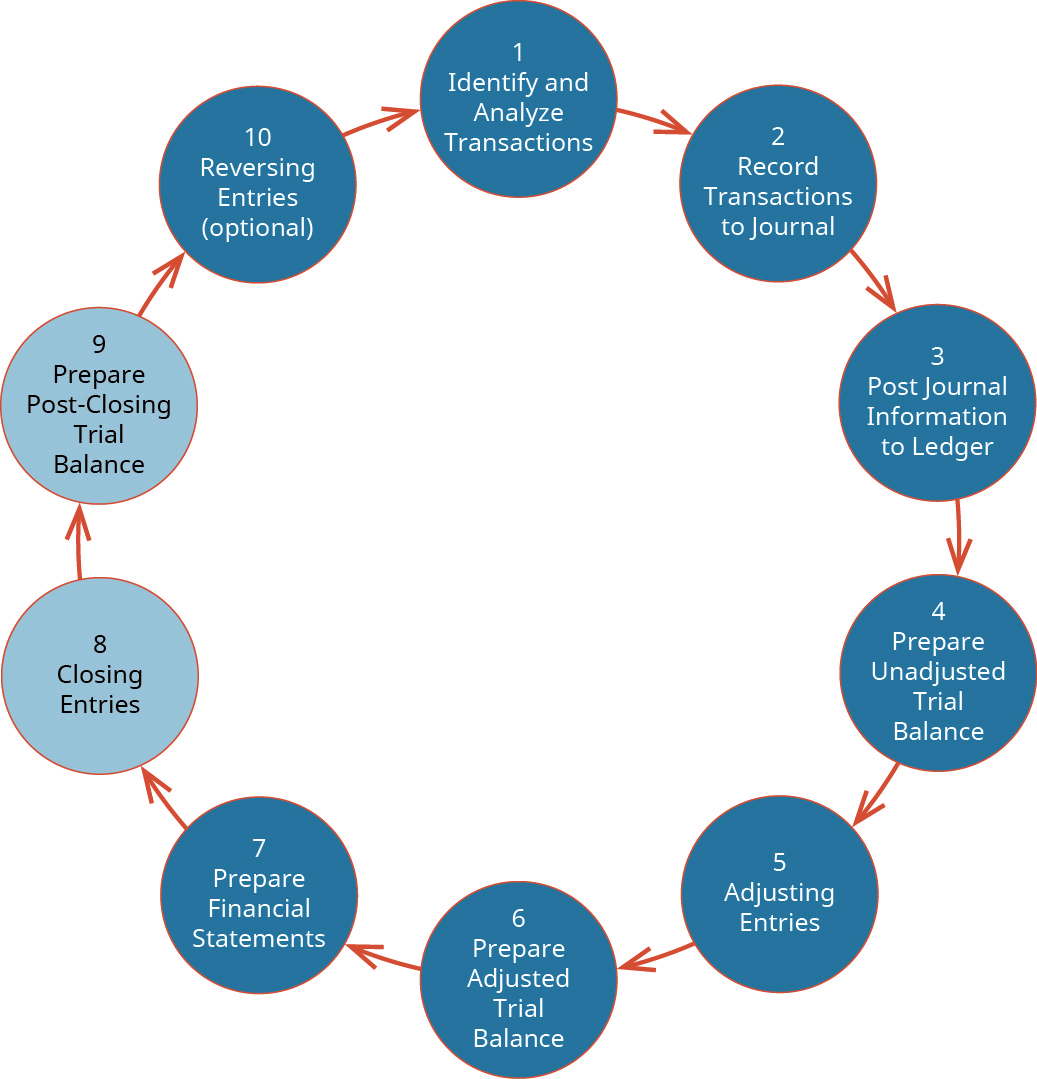 1
Identify and
Analyze
Transactions
2
Record
Transactions
to Journal
3
Post Journal
Information
to Ledger
4
Prepare
Unadjusted
Trial
Balance
5
Adjusting
Entries
6
Prepare
Adjusted
Trial
Balance
7
Prepare
Financial
Statements
8
Closing
Entries
9
Prepare
Post-Closing
Trial
Balance
10
Reversing
Entries
(optional)